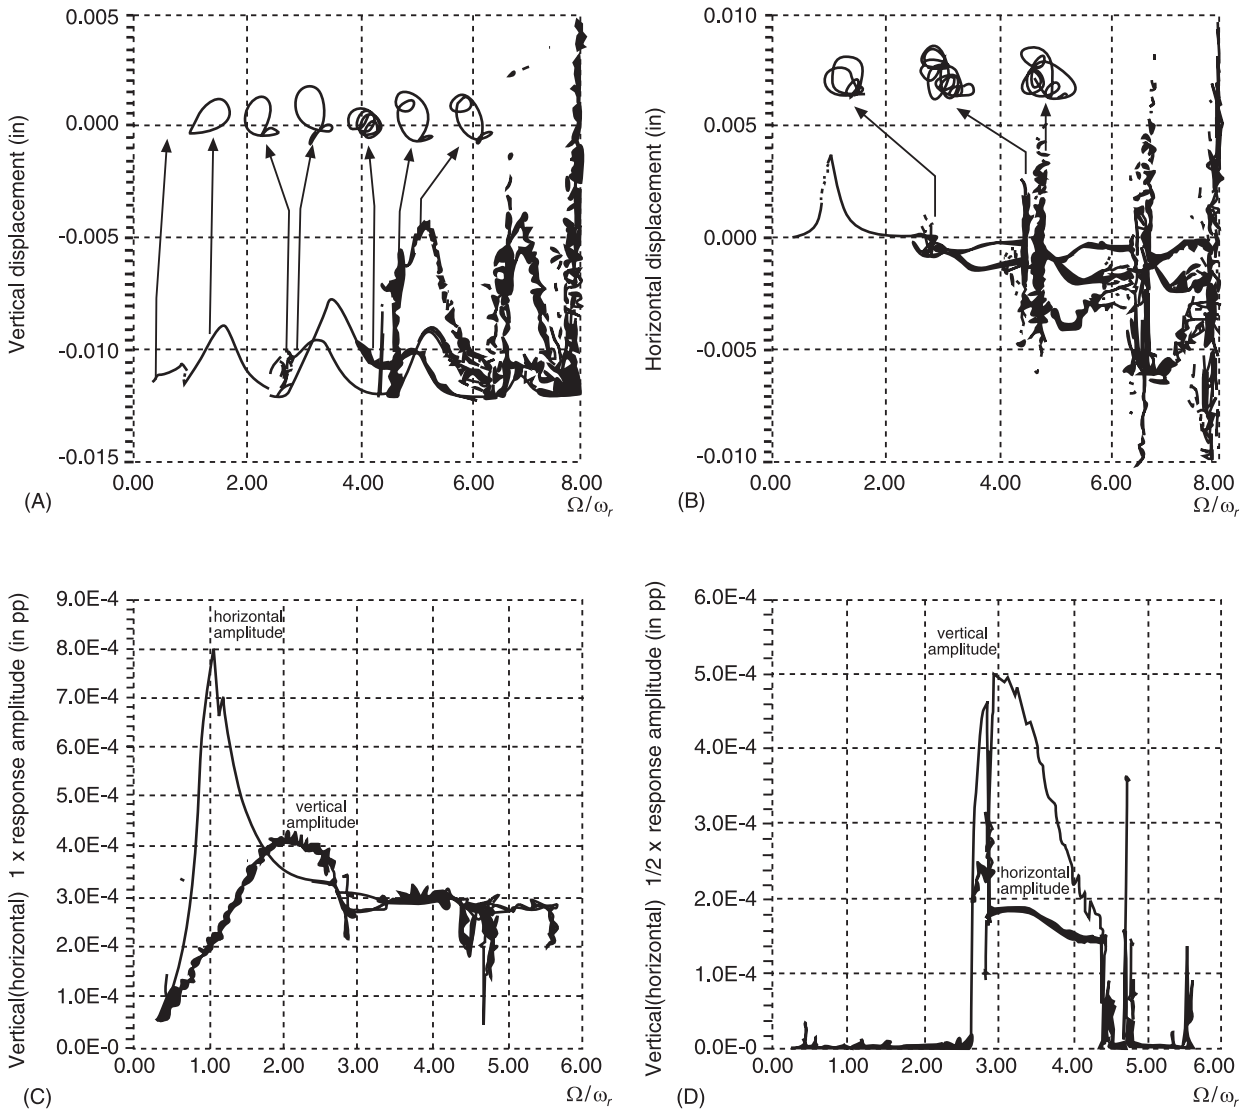 Vertical displacement (in)
0.005
0.000
-0.005
-0.010
-0.015
0.00 2.00 4.00 6.00 8.00
Ω/ωr
(A)
Horizontal displacement (in)
0.010
0.005
0.000
-0.005
-0.010
0.00 2.00 4.00 6.00 8.00
Ω/ωr
(B)
Vertical(horizontal) 1 x response amplitude (in pp)
9.0E-4
8.0E-4
7.0E-4
6.0E-4
5.0E-4
4.0E-4
3.0E-4
2.0E-4
1.0E-4
0.0E-0
horizontal
amplitude
vertical
amplitude
0.00 1.00 2.00 3.00 4.00 5.00 6.00
Ω/ωr
(C)
Vertical(horizontal) 1/2 x response amplitude (in pp)
6.0E-4
5.0E-4
4.0E-4
3.0E-4
2.0E-4
1.0E-4
0.0E-0
vertical
amplitude
horizontal
amplitude
0.00 1.00 2.00 3.00 4.00 5.00 6.00
Ω/ωr
(D)